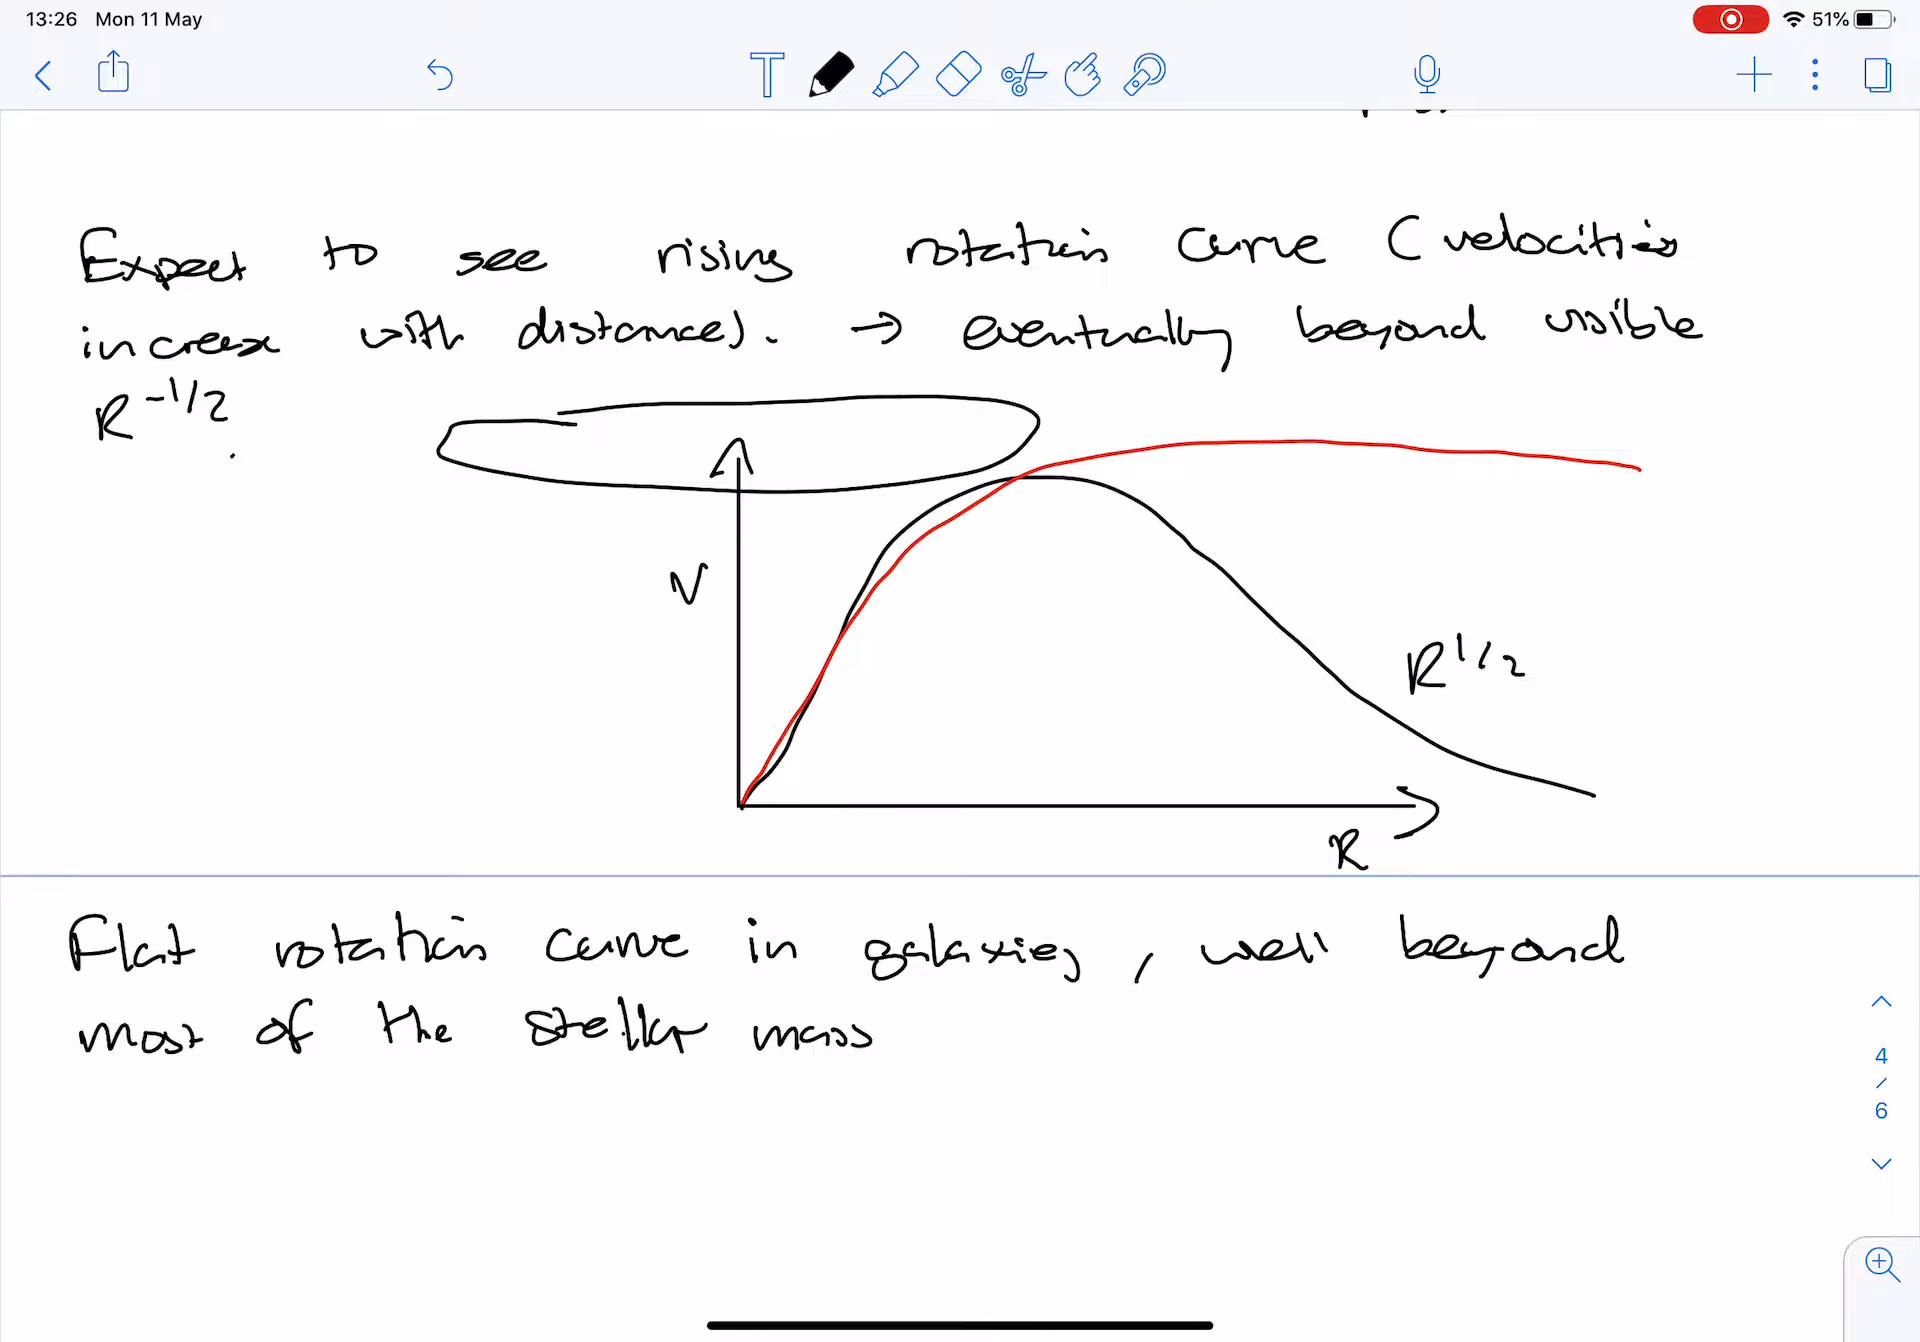 13:26 Mon 11 May 51%
T
Expect to see rising rotation curve (velocities
increase with distance). → eventually beyond visible
R^-1/2.
V
R^1/2
R
Flat rotation curve in galaxies, well beyond
most of the stellar mass
4
/
6